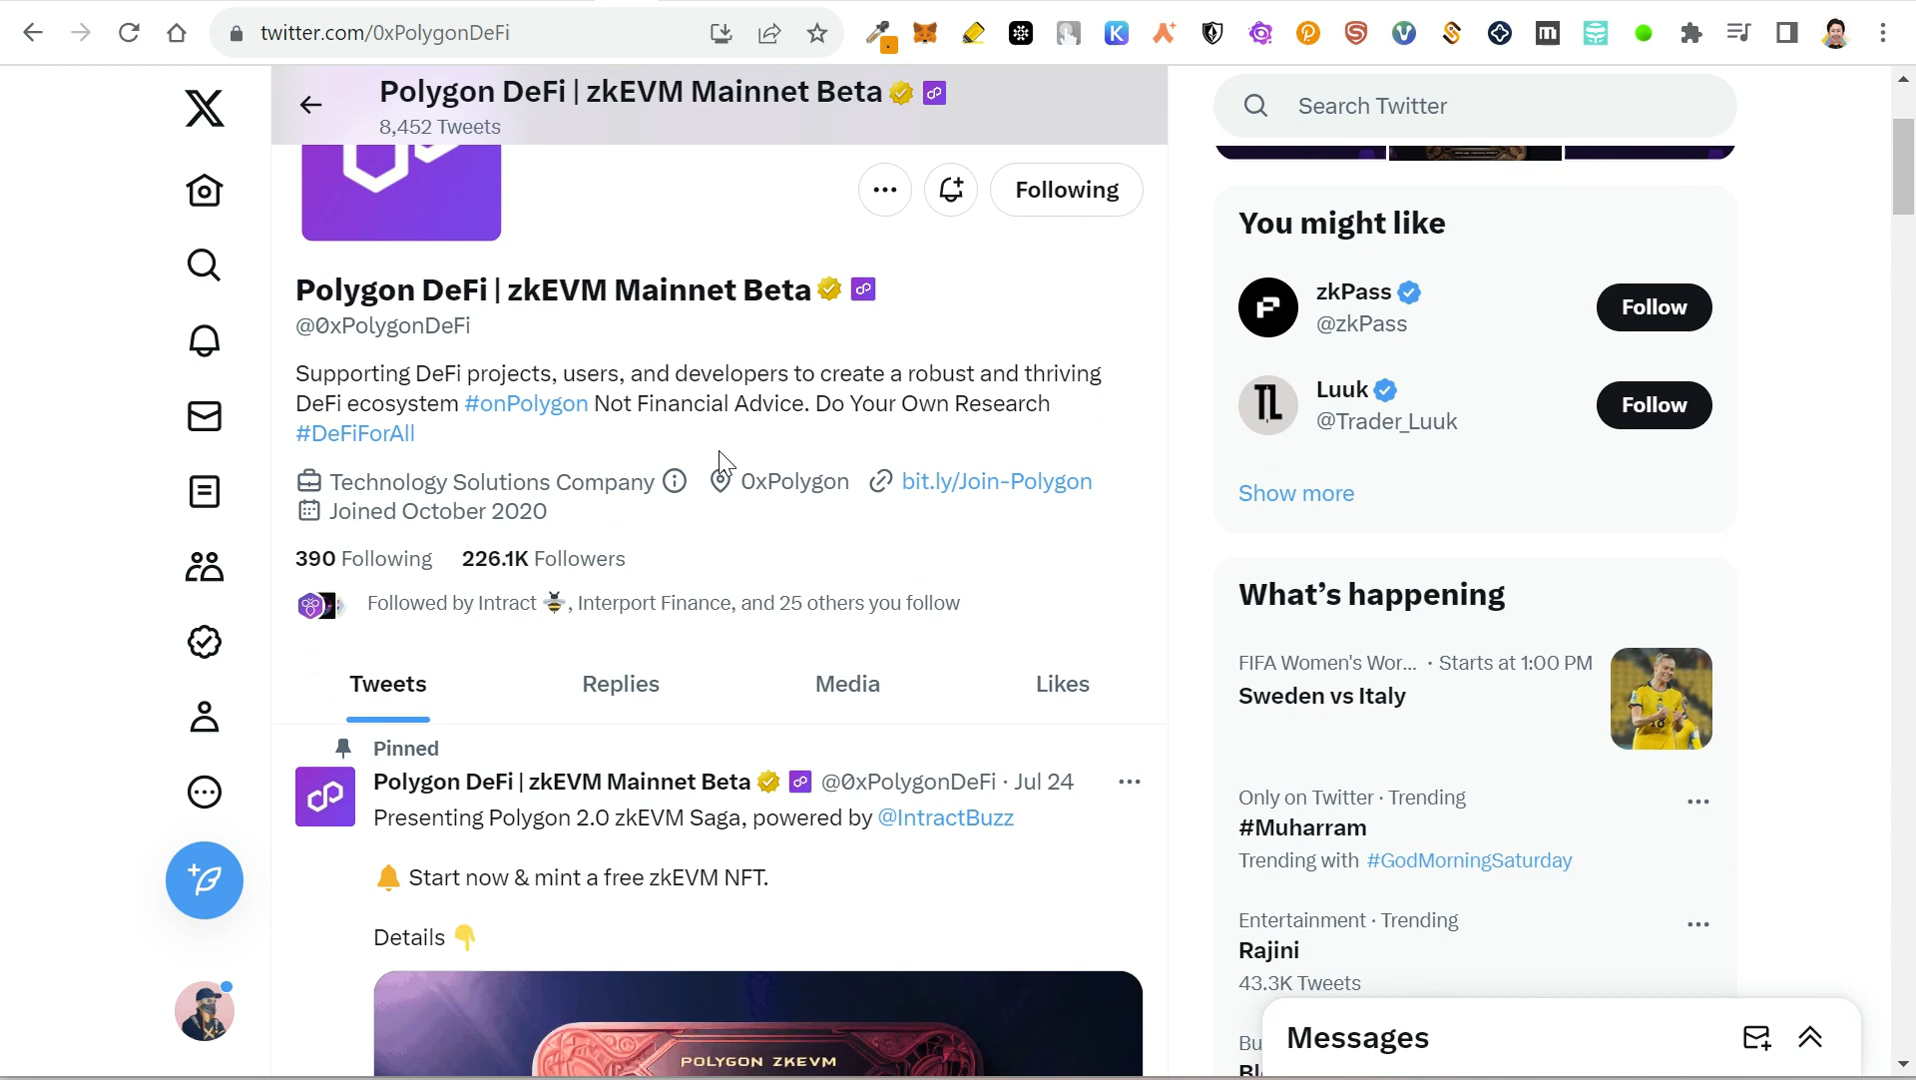 twitter.com/0xPolygonDeFi
Polygon DeFi | zkEVM Mainnet Beta
8,452 Tweets
Following
Polygon DeFi | zkEVM Mainnet Beta
@0xPolygonDeFi
Supporting DeFi projects, users, and developers to create a robust and thriving
DeFi ecosystem #onPolygon Not Financial Advice. Do Your Own Research
#DeFiForAll
Technology Solutions Company 0xPolygon bit.ly/Join-Polygon
Joined October 2020
390 Following 226.1K Followers
Followed by Intract 🐝, Interport Finance, and 25 others you follow
Tweets Replies Media Likes
Pinned
Polygon DeFi | zkEVM Mainnet Beta @0xPolygonDeFi · Jul 24
Presenting Polygon 2.0 zkEVM Saga, powered by @IntractBuzz
🔔 Start now & mint a free zkEVM NFT.
Details 👇
POLYGON ZKEVM
Search Twitter
You might like
zkPass
@zkPass
Follow
Luuk
@Trader_Luuk
Follow
Show more
What's happening
FIFA Women's Wor... · Starts at 1:00 PM
Sweden vs Italy
Only on Twitter · Trending
#Muharram
Trending with #GodMorningSaturday
Entertainment · Trending
Rajini
43.3K Tweets
Messages